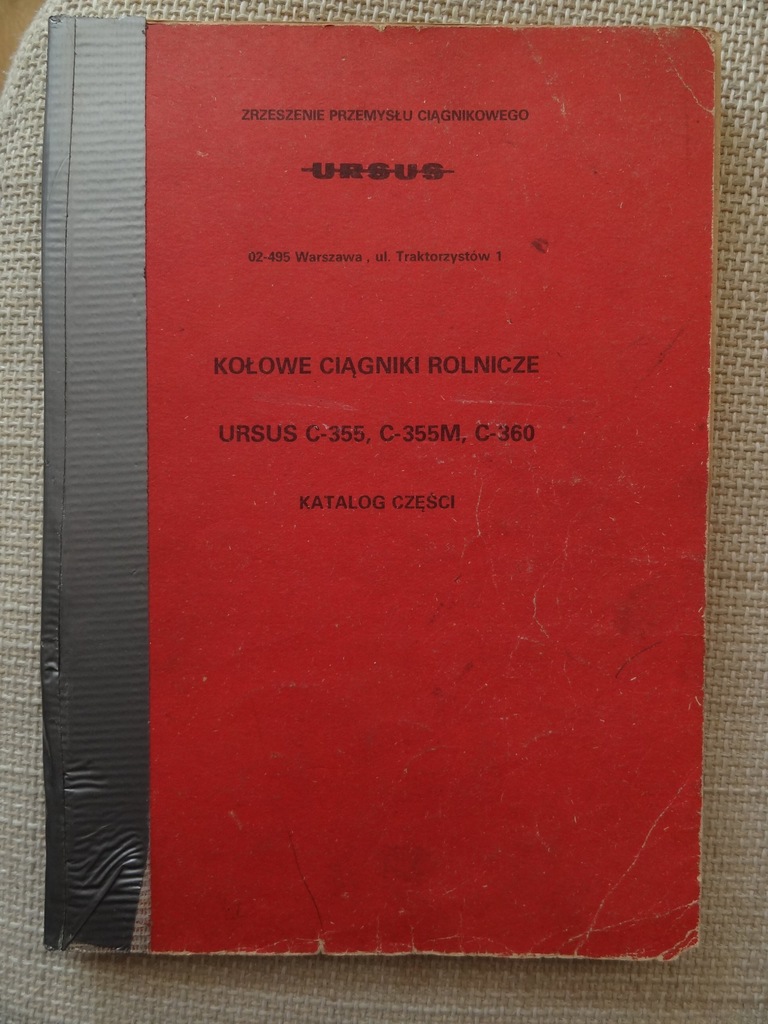 ZRZESZENIE PRZEMYSŁU CIĄGNIKOWEGO
URSUS
02-495 Warszawa, ul. Traktorzystów 1
KOŁOWE CIĄGNIKI ROLNICZE
URSUS C-355, C-355M, C-360
KATALOG CZĘŚCI